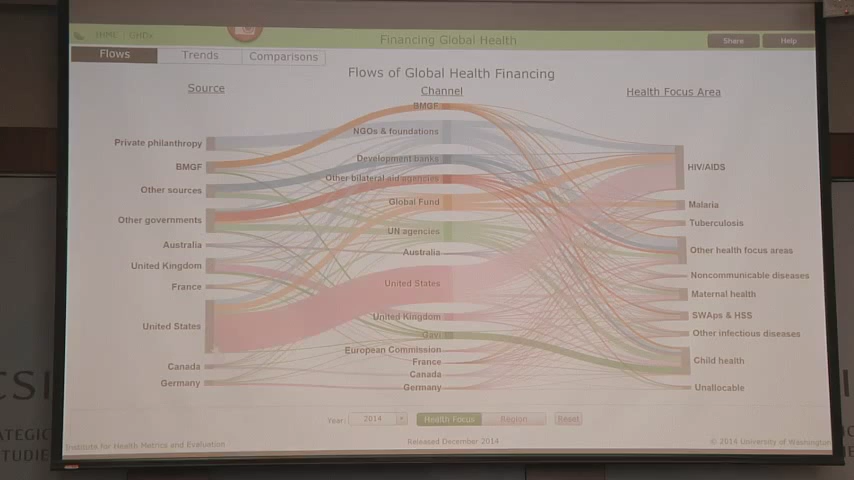 IHME | GHDx
Financing Global Health
Share
Help
Flows
Trends
Comparisons
Flows of Global Health Financing
Source
Channel
Health Focus Area
Private philanthropy
BMGF
Other sources
Other governments
Australia
United Kingdom
France
United States
Canada
Germany
BMGF
NGOs & foundations
Development banks
Other bilateral aid agencies
Global Fund
UN agencies
Australia
United States
United Kingdom
Gavi
European Commission
France
Canada
Germany
HIV/AIDS
Malaria
Tuberculosis
Other health focus areas
Noncommunicable diseases
Maternal health
SWAps & HSS
Other infectious diseases
Child health
Unallocable
Year:
2014
Health Focus
Region
Reset
Institute for Health Metrics and Evaluation
Released December 2014
© 2014 University of Washington
CSI
ATEGIC
TUDIE